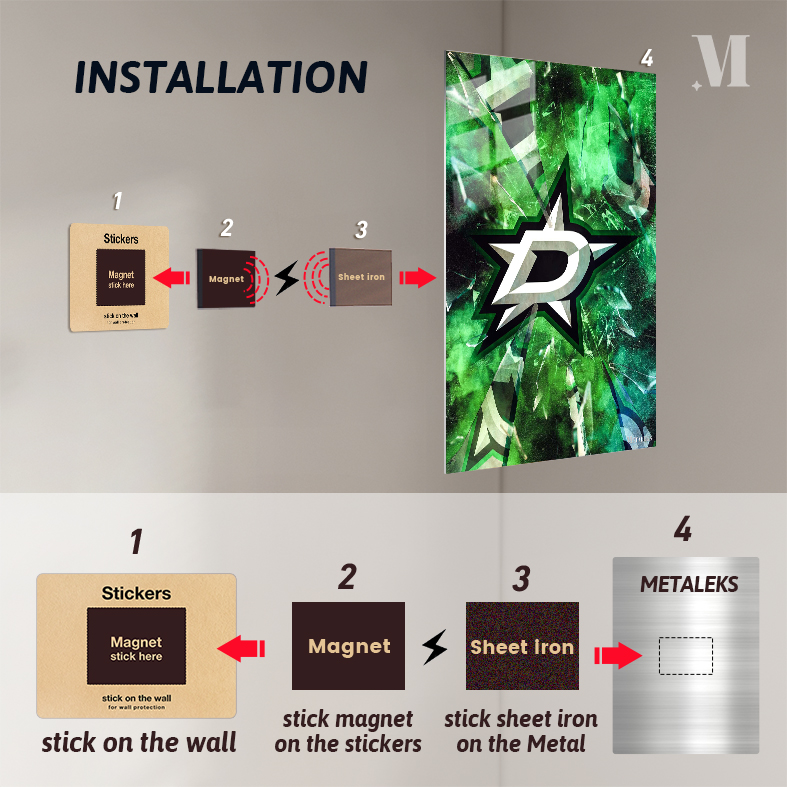 INSTALLATION
M
4
1
Stickers
Magnet
stick here
stick on the wall
for wall protection
2
Magnet
3
Sheet iron
D
1
Stickers
Magnet
stick here
stick on the wall
for wall protection
stick on the wall
2
Magnet
stick magnet
on the stickers
3
Sheet iron
stick sheet iron
on the Metal
4
METALEKS